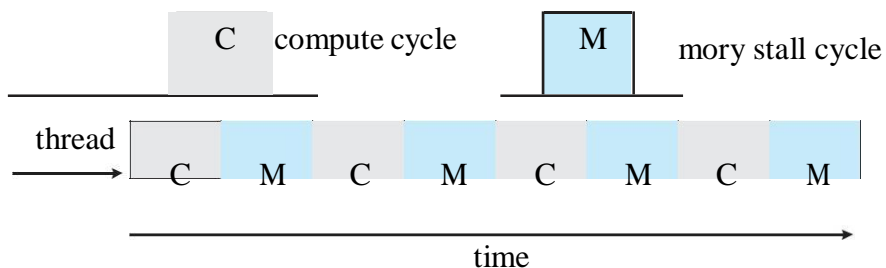 C compute cycle M mory stall cycle
thread
C M C M C M C M
time